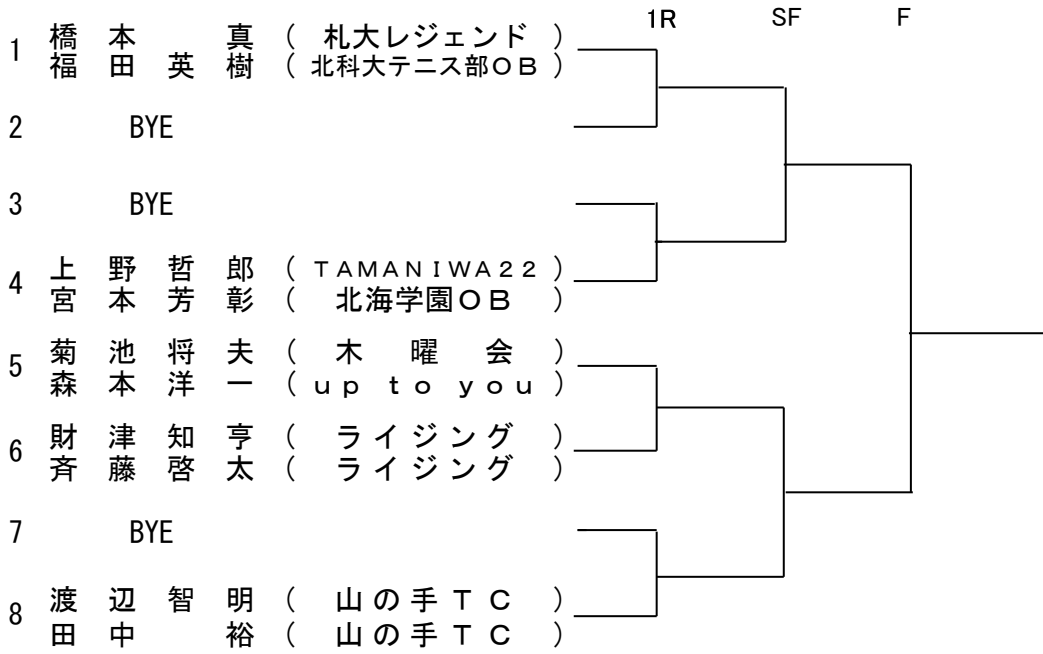 1R SF F
1 橋本 真 ( 札大レジェンド )
福田英樹 ( 北科大テニス部OB )
2 BYE
3 BYE
4 上野哲郎 ( TAMANIWA22 )
宮本芳彰 ( 北海学園OB )
5 菊池将夫 ( 木曜会 )
森本洋一 ( up to you )
6 財津知亨 ( ライジング )
斉藤啓太 ( ライジング )
7 BYE
8 渡辺智明 ( 山の手TC )
田中 裕 ( 山の手TC )